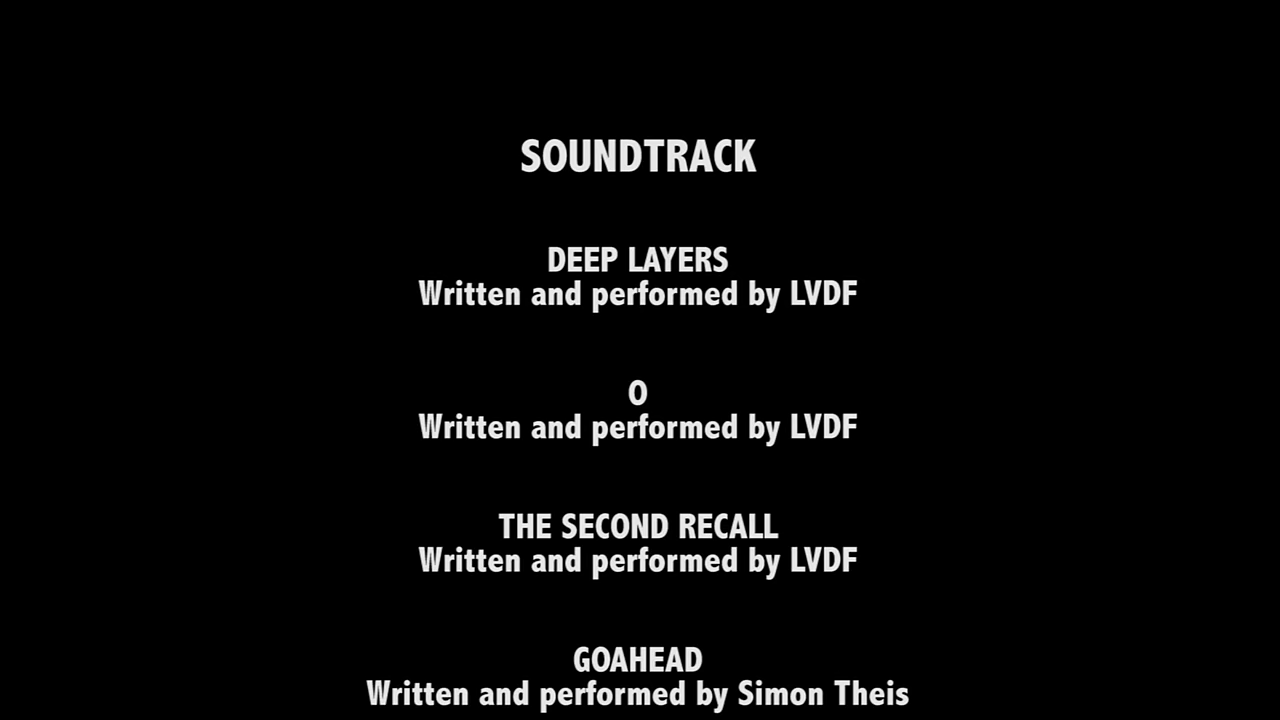 SOUNDTRACK
DEEP LAYERS
Written and performed by LVDF
O
Written and performed by LVDF
THE SECOND RECALL
Written and performed by LVDF
GOAHEAD
Written and performed by Simon Theis